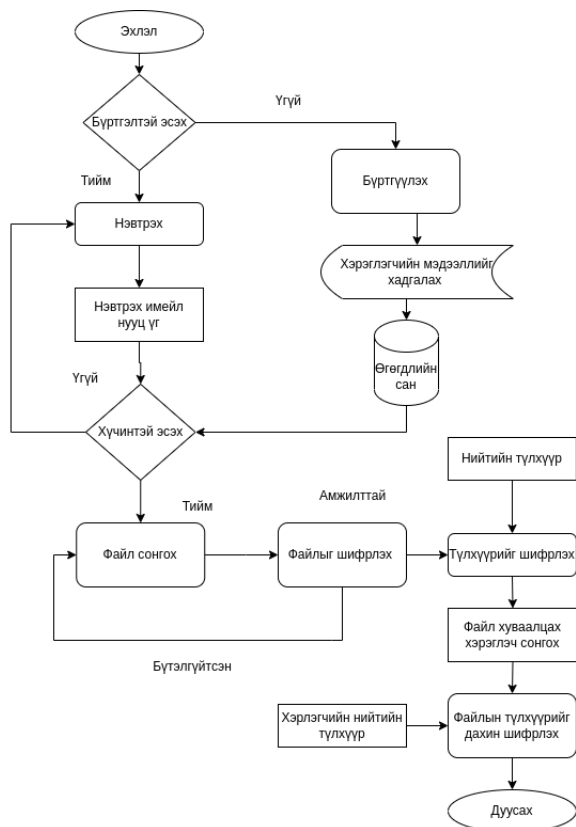 Эхлэл
Бүртгэлтэй эсэх
Үгүй
Тийм
Бүртгүүлэх
Нэвтрэх
Хэрэглэгчийн мэдээллийг
хадгалах
Нэвтрэх имейл
нууц үг
Өгөгдлийн
сан
Үгүй
Хүчинтэй эсэх
Нийтийн түлхүүр
Тийм
Амжилттай
Файл сонгох
Файлыг шифрлэх
Түлхүүрийг шифрлэх
Файл хуваалцах
хэрэглэч сонгох
Бүтэлгүйтсэн
Хэрлэгчийн нийтийн
түлхүүр
Файлын түлхүүрийг
дахин шифрлэх
Дуусах